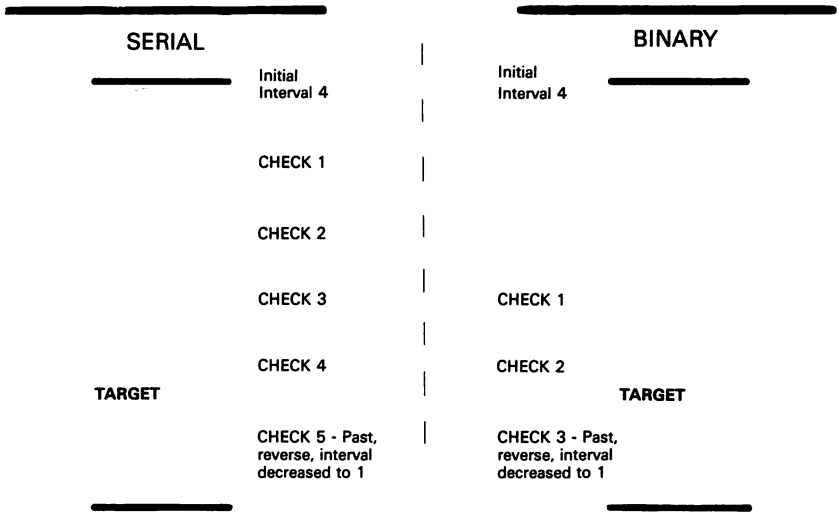 SERIAL
Initial
Interval 4
CHECK 1
CHECK 2
CHECK 3
CHECK 4
TARGET
CHECK 5 - Past,
reverse, interval
decreased to 1
BINARY
Initial
Interval 4
CHECK 1
CHECK 2
TARGET
CHECK 3 - Past,
reverse, interval
decreased to 1